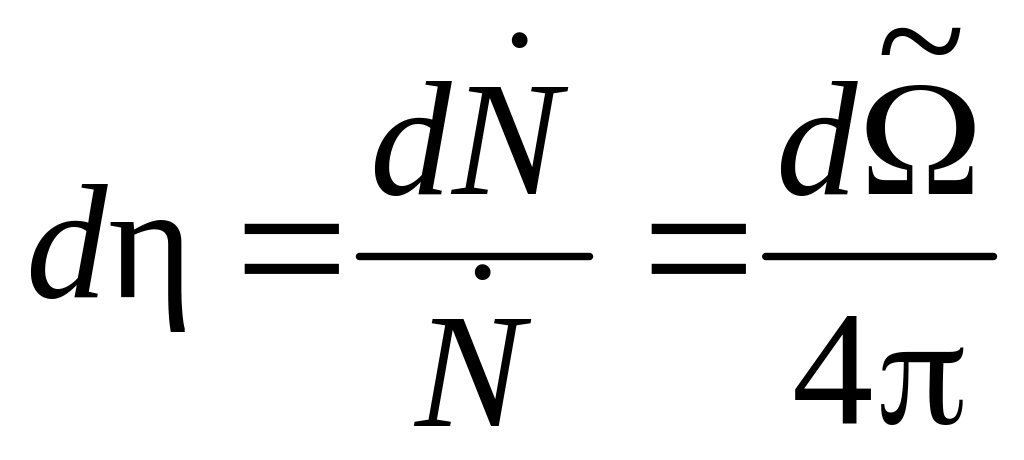 dη = dṄ / Ṅ = dΩ̃ / 4π